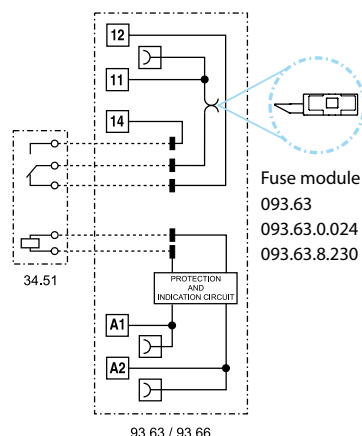 12
11
14
34.51
PROTECTION
AND
INDICATION CIRCUIT
A1
A2
93.63 / 93.66
Fuse module
093.63
093.63.0.024
093.63.8.230